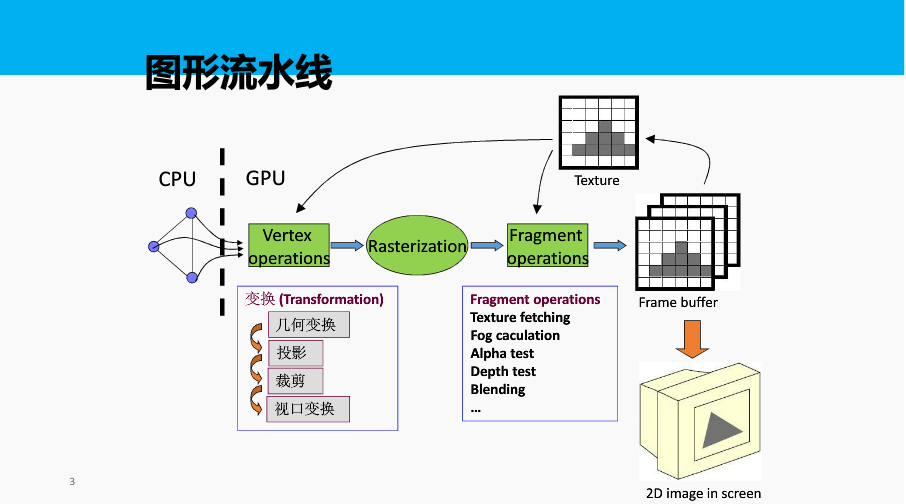 图形流水线
CPU
GPU
Texture
Vertex
operations
Rasterization
Fragment
operations
Frame buffer
变换 (Transformation)
几何变换
投影
裁剪
视口变换
Fragment operations
Texture fetching
Fog caculation
Alpha test
Depth test
Blending
...
2D image in screen
3